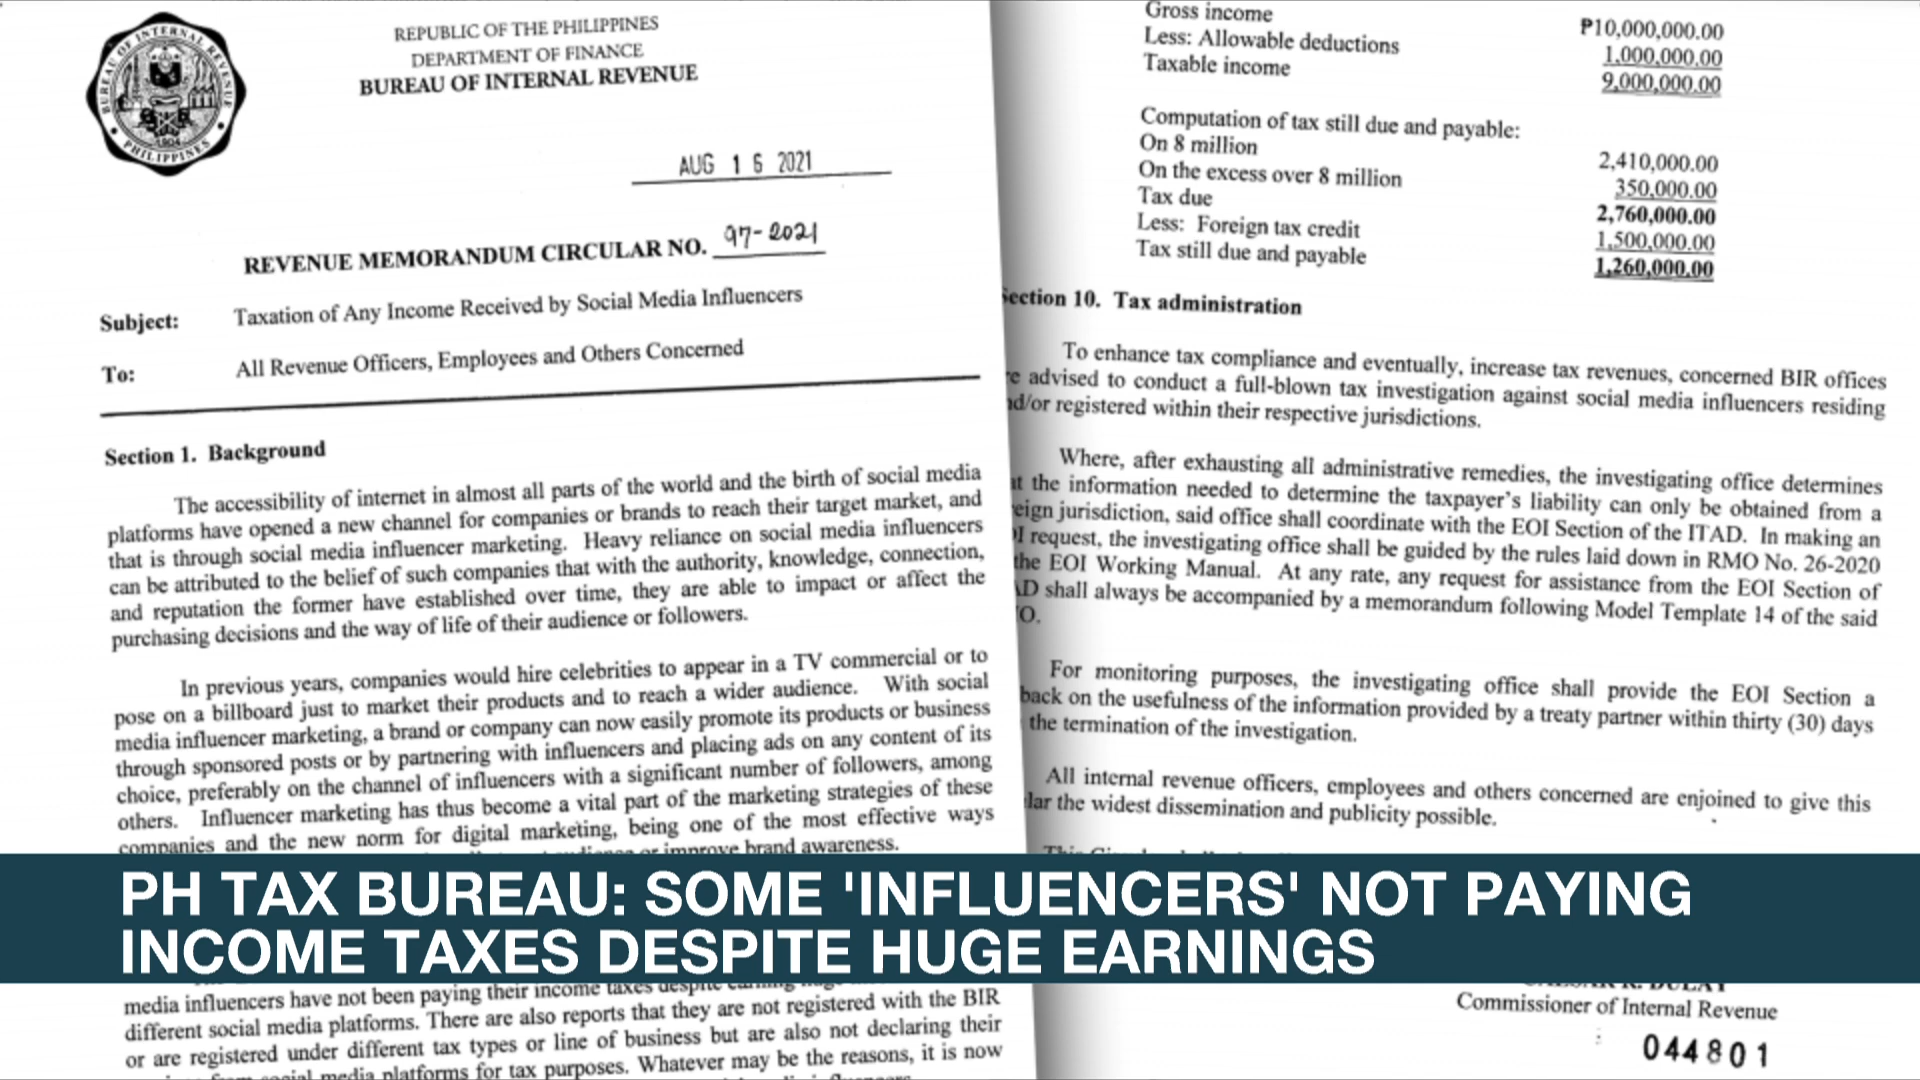 BUREAU OF INTERNAL REVENUE
PHILIPPINES
1904
REPUBLIC OF THE PHILIPPINES
DEPARTMENT OF FINANCE
BUREAU OF INTERNAL REVENUE
AUG 16 2021
REVENUE MEMORANDUM CIRCULAR NO. 97-2021
Subject: Taxation of Any Income Received by Social Media Influencers
To: All Revenue Officers, Employees and Others Concerned
Section 1. Background
The accessibility of internet in almost all parts of the world and the birth of social media
platforms have opened a new channel for companies or brands to reach their target market, and
that is through social media influencer marketing. Heavy reliance on social media influencers
can be attributed to the belief of such companies that with the authority, knowledge, connection,
and reputation the former have established over time, they are able to impact or affect the
purchasing decisions and the way of life of their audience or followers.
In previous years, companies would hire celebrities to appear in a TV commercial or to
pose on a billboard just to market their products and to reach a wider audience. With social
media influencer marketing, a brand or company can now easily promote its products or business
through sponsored posts or by partnering with influencers and placing ads on any content of its
choice, preferably on the channel of influencers with a significant number of followers, among
others. Influencer marketing has thus become a vital part of the marketing strategies of these
companies and the new norm for digital marketing, being one of the most effective ways
or improve brand awareness.
media influencers have not been paying their income taxes despite earning
different social media platforms. There are also reports that they are not registered with the BIR
or are registered under different tax types or line of business but are also not declaring their
social media platforms for tax purposes. Whatever may be the reasons, it is now
Gross income ₱10,000,000.00
Less: Allowable deductions 1,000,000.00
Taxable income 9,000,000.00
Computation of tax still due and payable:
On 8 million 2,410,000.00
On the excess over 8 million 350,000.00
Tax due 2,760,000.00
Less: Foreign tax credit 1,500,000.00
Tax still due and payable 1,260,000.00
Section 10. Tax administration
To enhance tax compliance and eventually, increase tax revenues, concerned BIR offices
e advised to conduct a full-blown tax investigation against social media influencers residing
nd/or registered within their respective jurisdictions.
Where, after exhausting all administrative remedies, the investigating office determines
at the information needed to determine the taxpayer's liability can only be obtained from a
eign jurisdiction, said office shall coordinate with the EOI Section of the ITAD. In making an
I request, the investigating office shall be guided by the rules laid down in RMO No. 26-2020
the EOI Working Manual. At any rate, any request for assistance from the EOI Section of
AD shall always be accompanied by a memorandum following Model Template 14 of the said
O.
For monitoring purposes, the investigating office shall provide the EOI Section a
back on the usefulness of the information provided by a treaty partner within thirty (30) days
the termination of the investigation.
All internal revenue officers, employees and others concerned are enjoined to give this
lar the widest dissemination and publicity possible.
PH TAX BUREAU: SOME 'INFLUENCERS' NOT PAYING
INCOME TAXES DESPITE HUGE EARNINGS
CAESAR R. DULAY
Commissioner of Internal Revenue
044801